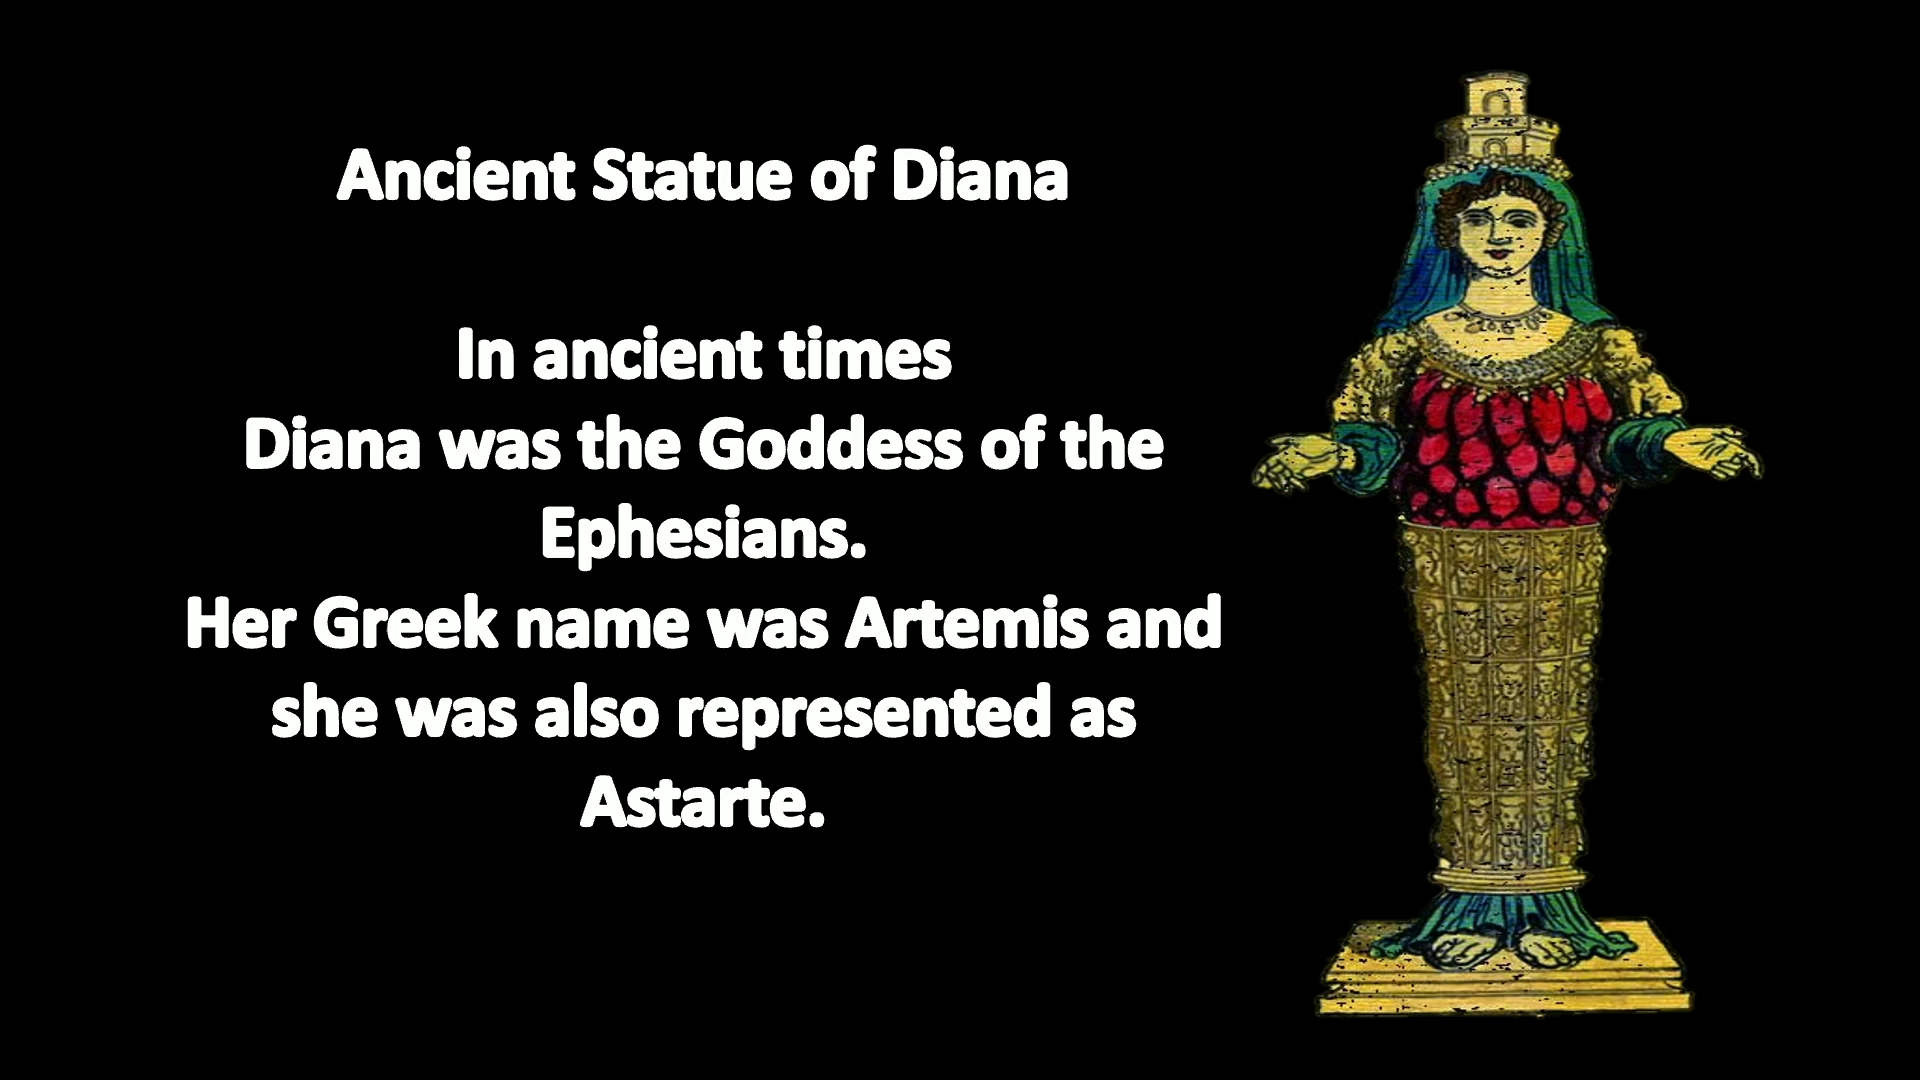 Ancient Statue of Diana
In ancient times
Diana was the Goddess of the
Ephesians.
Her Greek name was Artemis and
she was also represented as
Astarte.